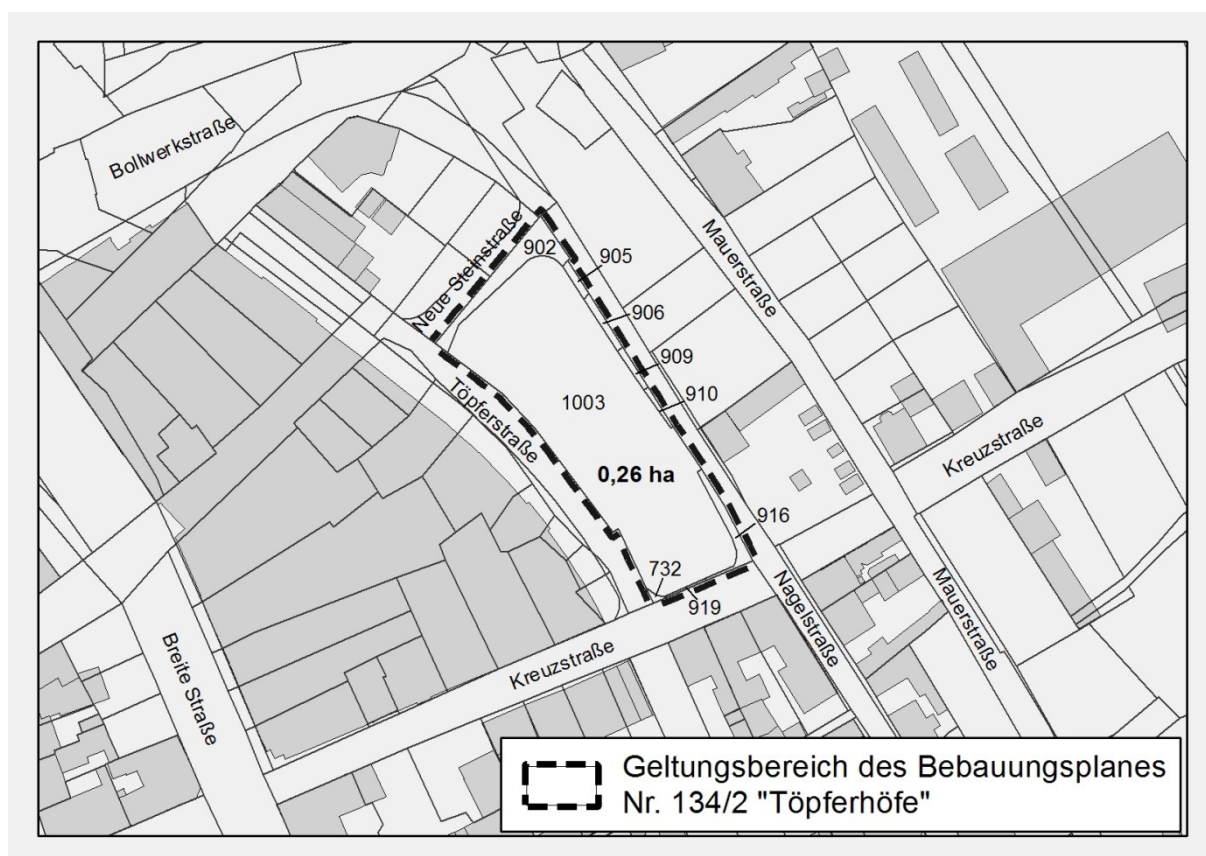 Bollwerkstraße
Neue Steinstraße
902
905
Mauerstraße
906
909
910
Töpferstraße
1003
0,26 ha
Kreuzstraße
916
732
919
Nagelstraße
Mauerstraße
Breite Straße
Kreuzstraße
Geltungsbereich des Bebauungsplanes
Nr. 134/2 "Töpferhöfe"